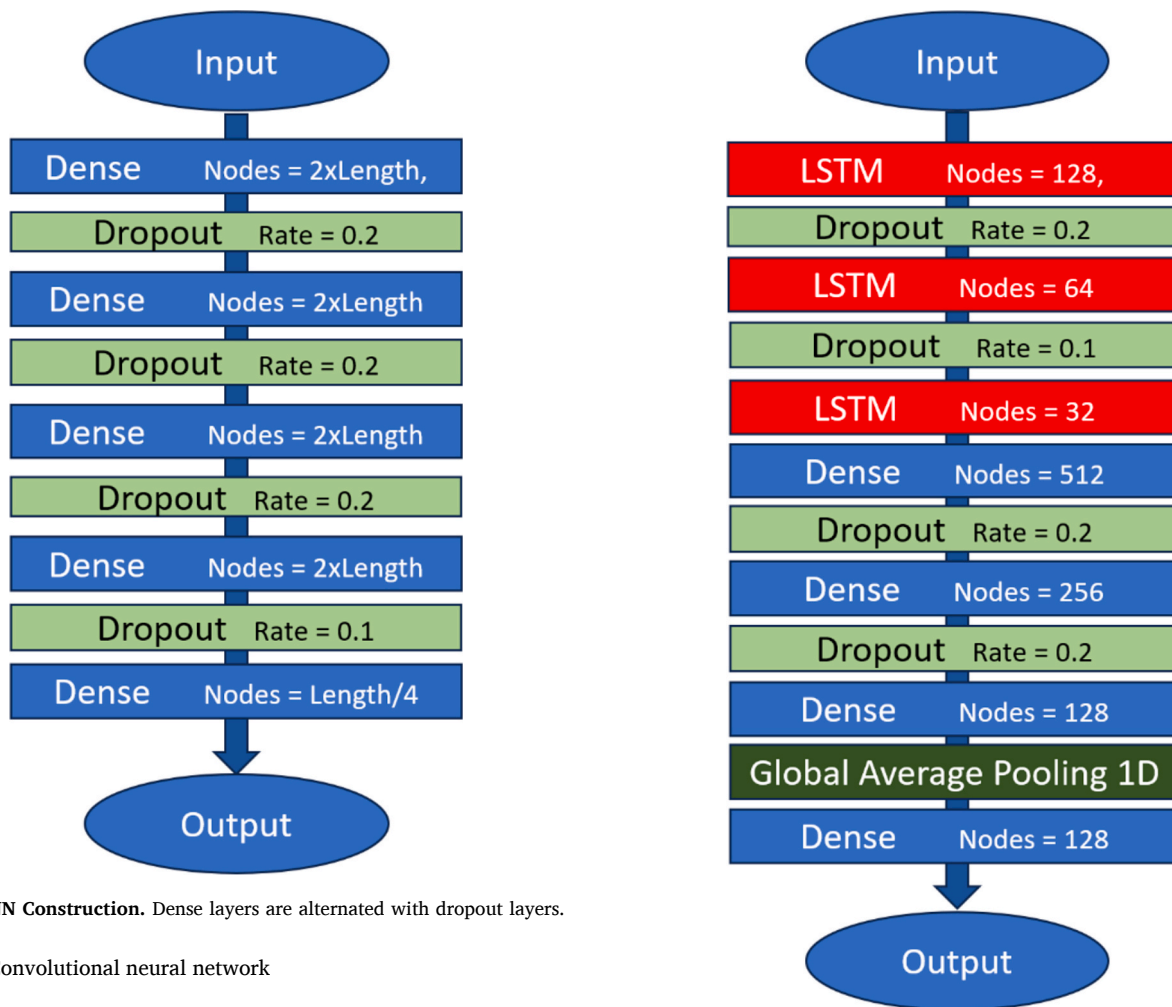 Input
Dense Nodes = 2xLength,
Dropout Rate = 0.2
Dense Nodes = 2xLength
Dropout Rate = 0.2
Dense Nodes = 2xLength
Dropout Rate = 0.2
Dense Nodes = 2xLength
Dropout Rate = 0.1
Dense Nodes = Length/4
Output
N Construction. Dense layers are alternated with dropout layers.
onvolutional neural network
Input
LSTM Nodes = 128,
Dropout Rate = 0.2
LSTM Nodes = 64
Dropout Rate = 0.1
LSTM Nodes = 32
Dense Nodes = 512
Dropout Rate = 0.2
Dense Nodes = 256
Dropout Rate = 0.2
Dense Nodes = 128
Global Average Pooling 1D
Dense Nodes = 128
Output